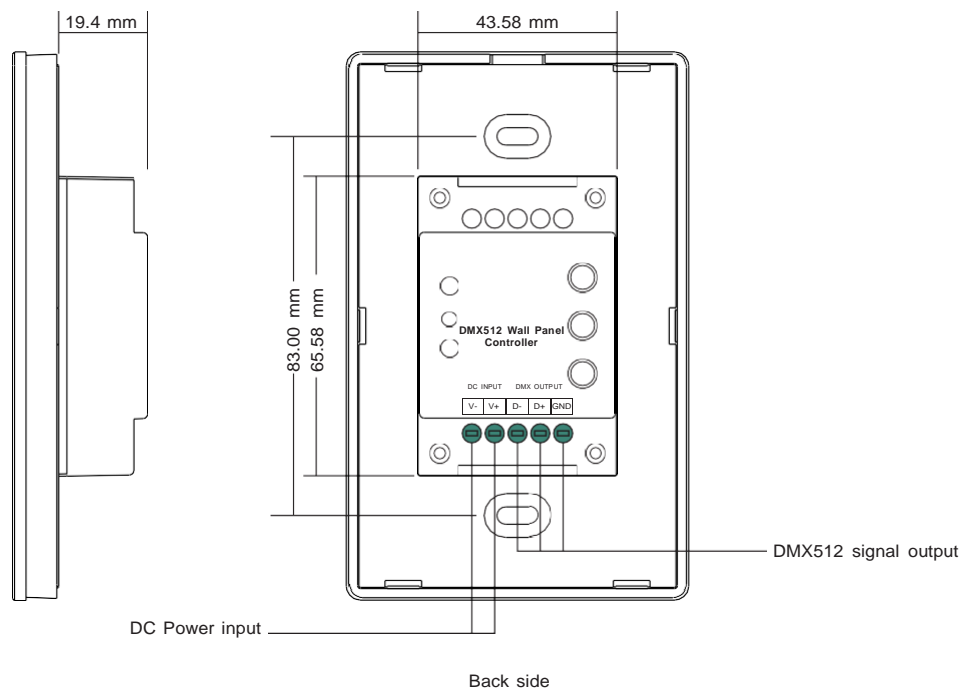 19.4 mm
43.58 mm
83.00 mm
65.58 mm
DMX512 Wall Panel
Controller
DC INPUT DMX OUTPUT
V- V+ D- D+ GND
DMX512 signal output
DC Power input
Back side